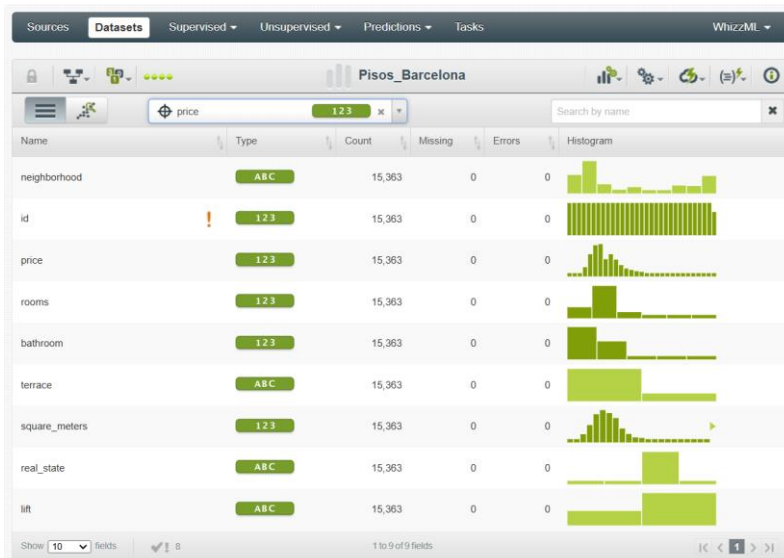 Sources Datasets Supervised Unsupervised Predictions Tasks WhizzML
Pisos_Barcelona
price 123 Search by name
Name Type Count Missing Errors Histogram
neighborhood ABC 15,363 0 0
id ! 123 15,363 0 0
price 123 15,363 0 0
rooms 123 15,363 0 0
bathroom 123 15,363 0 0
terrace ABC 15,363 0 0
square_meters 123 15,363 0 0
real_state ABC 15,363 0 0
lift ABC 15,363 0 0
Show 10 fields 8 1 to 9 of 9 fields 1